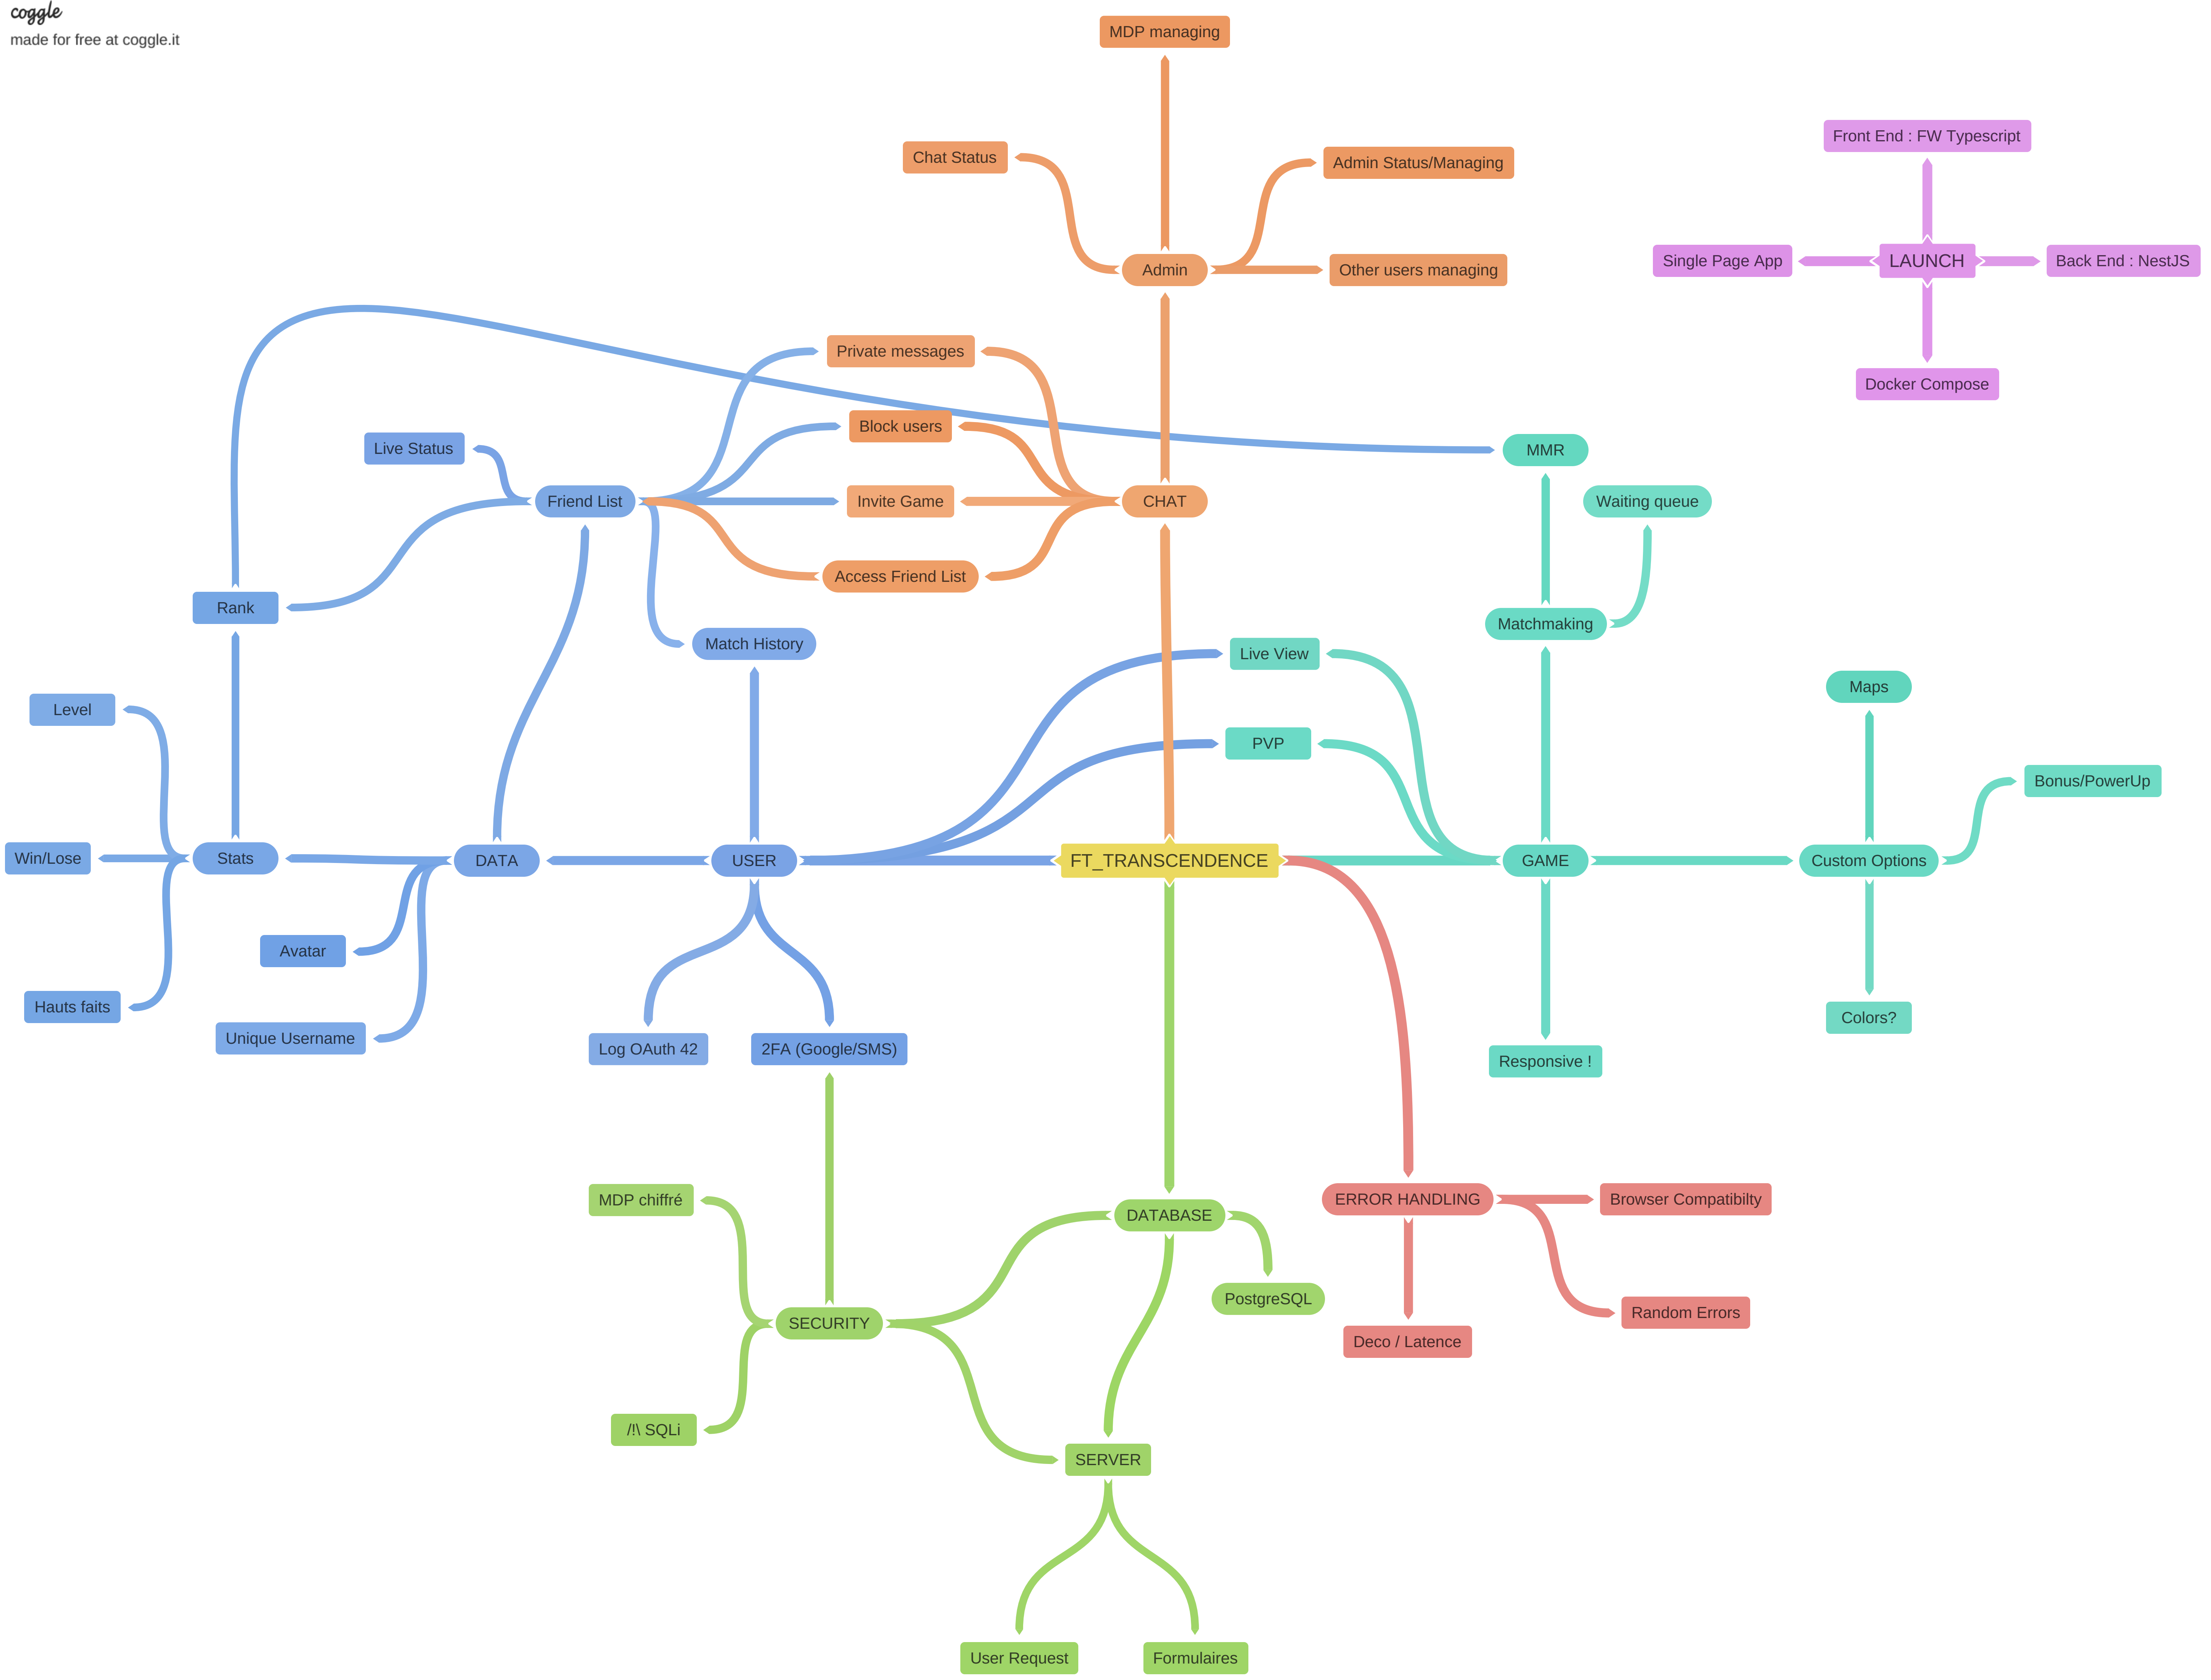 coggle
made for free at coggle.it
MDP managing
Front End : FW Typescript
Chat Status
Admin Status/Managing
Single Page App
LAUNCH
Back End : NestJS
Admin
Other users managing
Private messages
Docker Compose
Block users
Live Status
MMR
Friend List
Invite Game
CHAT
Waiting queue
Access Friend List
Rank
Matchmaking
Match History
Live View
Maps
Level
PVP
Bonus/PowerUp
Win/Lose
Stats
DATA
USER
FT_TRANSCENDENCE
GAME
Custom Options
Avatar
Hauts faits
Colors?
Unique Username
Log OAuth 42
2FA (Google/SMS)
Responsive !
MDP chiffré
ERROR HANDLING
Browser Compatibilty
DATABASE
PostgreSQL
Random Errors
SECURITY
Deco / Latence
/!\ SQLi
SERVER
User Request
Formulaires